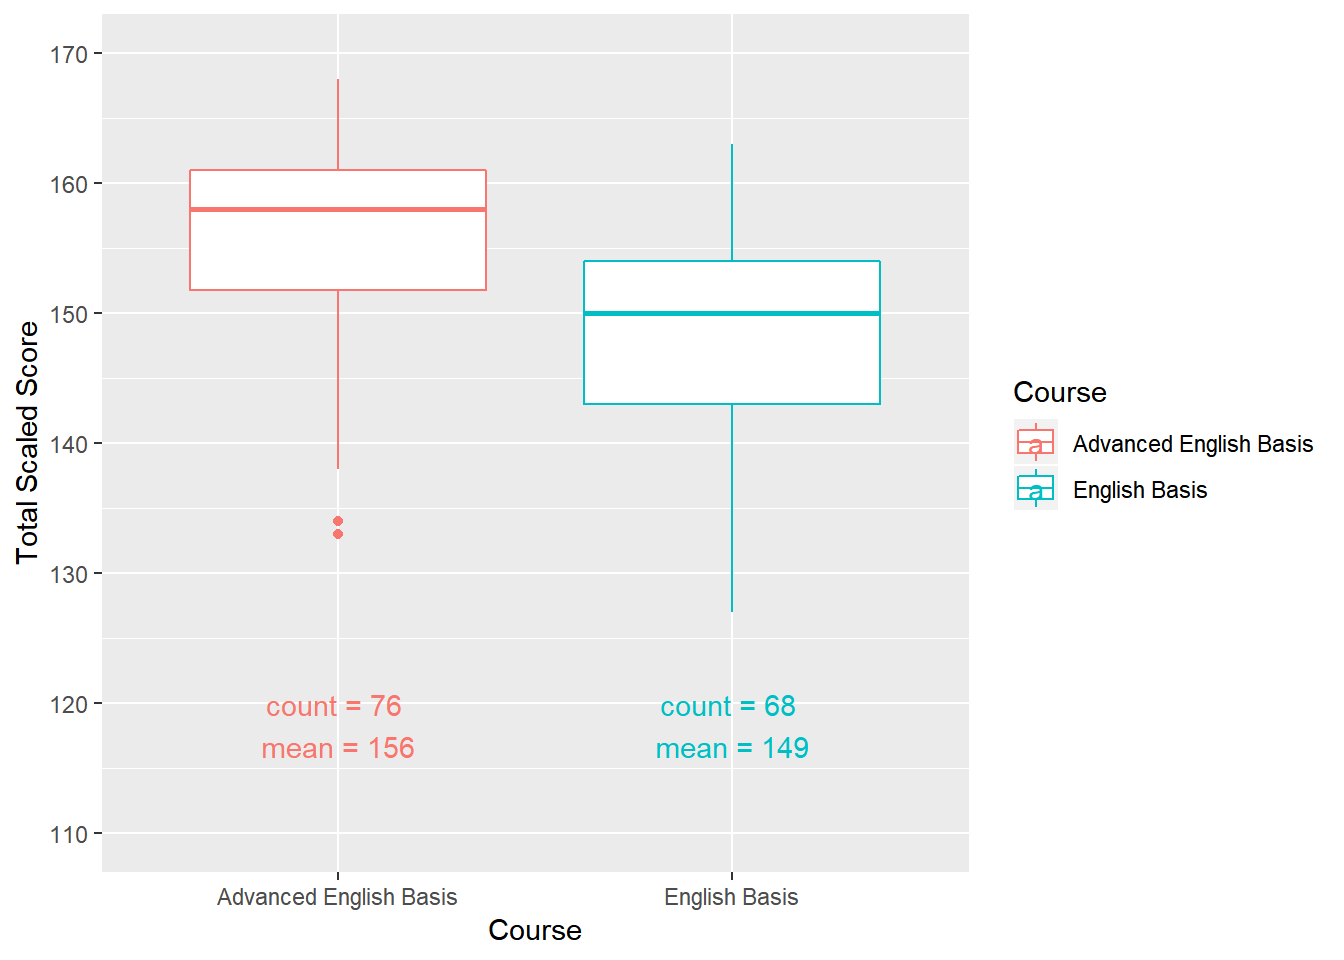 170
160
150
140
130
120
110
Total Scaled Score
count = 76
mean = 156
count = 68
mean = 149
Advanced English Basis
English Basis
Course
Course
a Advanced English Basis
a English Basis